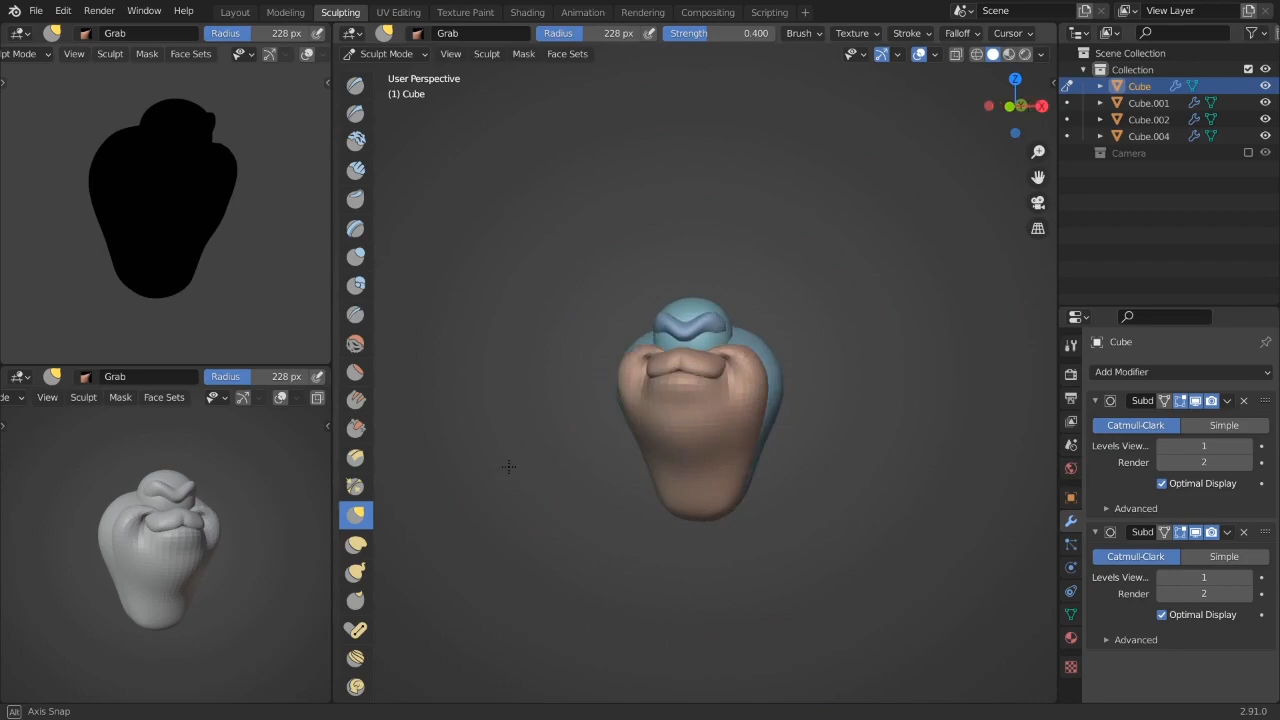 File Edit Render Window Help Layout Modeling Sculpting UV Editing Texture Paint Shading Animation Rendering Compositing Scripting + Scene View Layer
Grab Radius 228 px
pt Mode View Sculpt Mask Face Sets
Grab Radius 228 px Strength 0.400 Brush Texture Stroke Falloff Cursor
Sculpt Mode View Sculpt Mask Face Sets
User Perspective
(1) Cube
Z
X
Y
Scene Collection
Collection
Cube
Cube.001
Cube.002
Cube.004
Camera
Cube
Add Modifier
Subd
Catmull-Clark Simple
Levels View... 1
Render 2
Optimal Display
Advanced
Subd
Catmull-Clark Simple
Levels View... 1
Render 2
Optimal Display
Advanced
Grab Radius 228 px
de View Sculpt Mask Face Sets
Alt Axis Snap
2.91.0